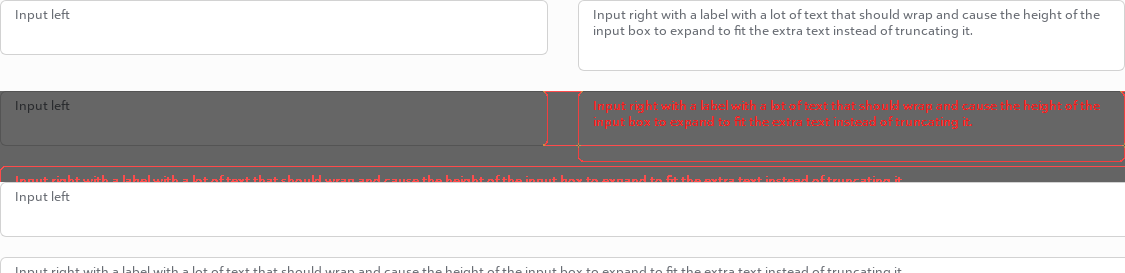 Input left
Input right with a label with a lot of text that should wrap and cause the height of the
input box to expand to fit the extra text instead of truncating it.
Input left
Input right with a label with a lot of text that should wrap and cause the height of the
input box to expand to fit the extra text instead of truncating it.
Input right with a label with a lot of text that should wrap and cause the height of the input box to expand to fit the extra text instead of truncating it.
Input left
Input right with a label with a lot of text that should wrap and cause the height of the input box to expand to fit the extra text instead of truncating it.